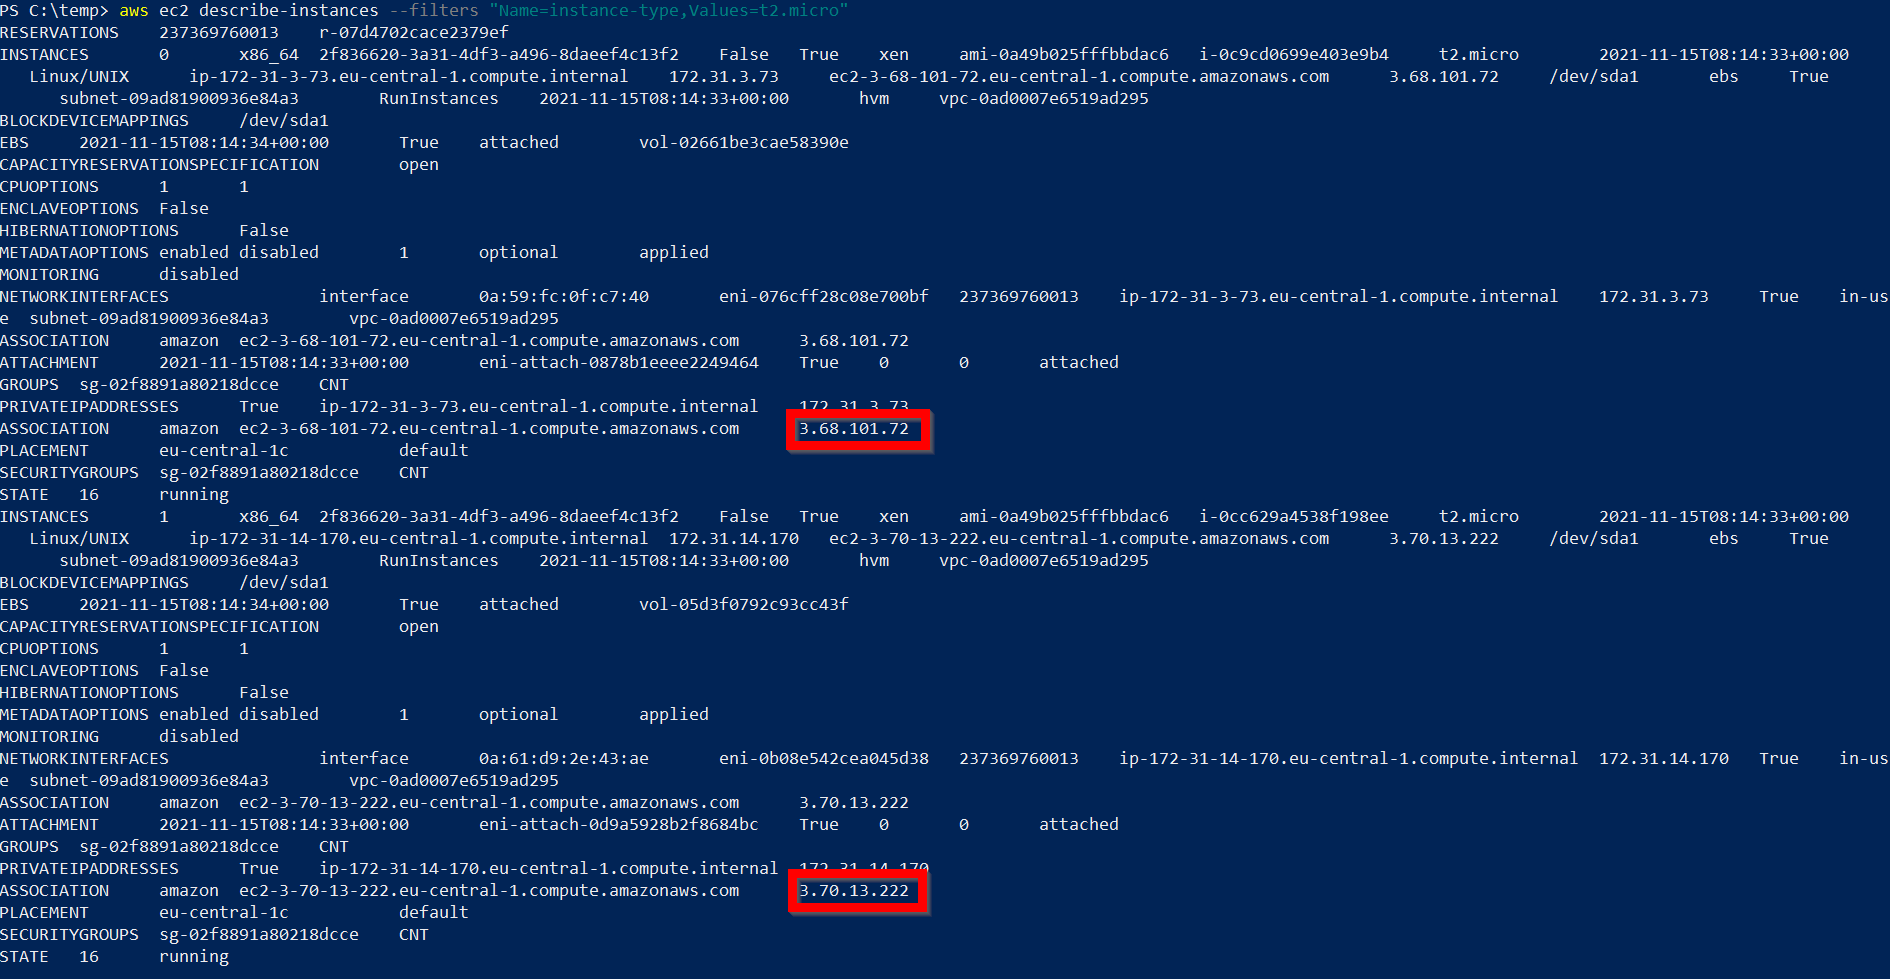 PS C:\temp> aws ec2 describe-instances --filters "Name=instance-type,Values=t2.micro"
RESERVATIONS 237369760013 r-07d4702cace2379ef
INSTANCES 0 x86_64 2f836620-3a31-4df3-a496-8daeef4c13f2 False True xen ami-0a49b025fffbbdac6 i-0c9cd0699e403e9b4 t2.micro 2021-11-15T08:14:33+00:00
Linux/UNIX ip-172-31-3-73.eu-central-1.compute.internal 172.31.3.73 ec2-3-68-101-72.eu-central-1.compute.amazonaws.com 3.68.101.72 /dev/sda1 ebs True
subnet-09ad81900936e84a3 RunInstances 2021-11-15T08:14:33+00:00 hvm vpc-0ad0007e6519ad295
BLOCKDEVICEMAPPINGS /dev/sda1
EBS 2021-11-15T08:14:34+00:00 True attached vol-02661be3cae58390e
CAPACITYRESERVATIONSPECIFICATION open
CPUOPTIONS 1 1
ENCLAVEOPTIONS False
HIBERNATIONOPTIONS False
METADATAOPTIONS enabled disabled 1 optional applied
MONITORING disabled
NETWORKINTERFACES interface 0a:59:fc:0f:c7:40 eni-076cff28c08e700bf 237369760013 ip-172-31-3-73.eu-central-1.compute.internal 172.31.3.73 True in-us
e subnet-09ad81900936e84a3 vpc-0ad0007e6519ad295
ASSOCIATION amazon ec2-3-68-101-72.eu-central-1.compute.amazonaws.com 3.68.101.72
ATTACHMENT 2021-11-15T08:14:33+00:00 eni-attach-0878b1eeee2249464 True 0 0 attached
GROUPS sg-02f8891a80218dcce CNT
PRIVATEIPADDRESSES True ip-172-31-3-73.eu-central-1.compute.internal 172.31.3.73
ASSOCIATION amazon ec2-3-68-101-72.eu-central-1.compute.amazonaws.com 3.68.101.72
PLACEMENT eu-central-1c default
SECURITYGROUPS sg-02f8891a80218dcce CNT
STATE 16 running
INSTANCES 1 x86_64 2f836620-3a31-4df3-a496-8daeef4c13f2 False True xen ami-0a49b025fffbbdac6 i-0cc629a4538f198ee t2.micro 2021-11-15T08:14:33+00:00
Linux/UNIX ip-172-31-14-170.eu-central-1.compute.internal 172.31.14.170 ec2-3-70-13-222.eu-central-1.compute.amazonaws.com 3.70.13.222 /dev/sda1 ebs True
subnet-09ad81900936e84a3 RunInstances 2021-11-15T08:14:33+00:00 hvm vpc-0ad0007e6519ad295
BLOCKDEVICEMAPPINGS /dev/sda1
EBS 2021-11-15T08:14:34+00:00 True attached vol-05d3f0792c93cc43f
CAPACITYRESERVATIONSPECIFICATION open
CPUOPTIONS 1 1
ENCLAVEOPTIONS False
HIBERNATIONOPTIONS False
METADATAOPTIONS enabled disabled 1 optional applied
MONITORING disabled
NETWORKINTERFACES interface 0a:61:d9:2e:43:ae eni-0b08e542cea045d38 237369760013 ip-172-31-14-170.eu-central-1.compute.internal 172.31.14.170 True in-us
e subnet-09ad81900936e84a3 vpc-0ad0007e6519ad295
ASSOCIATION amazon ec2-3-70-13-222.eu-central-1.compute.amazonaws.com 3.70.13.222
ATTACHMENT 2021-11-15T08:14:33+00:00 eni-attach-0d9a5928b2f8684bc True 0 0 attached
GROUPS sg-02f8891a80218dcce CNT
PRIVATEIPADDRESSES True ip-172-31-14-170.eu-central-1.compute.internal 172.31.14.170
ASSOCIATION amazon ec2-3-70-13-222.eu-central-1.compute.amazonaws.com 3.70.13.222
PLACEMENT eu-central-1c default
SECURITYGROUPS sg-02f8891a80218dcce CNT
STATE 16 running